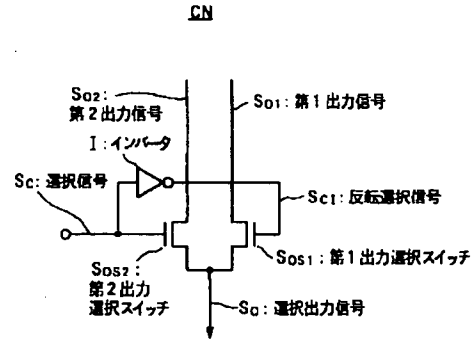 CN
SO2:
第2出力信号
SO1:第1出力信号
I:インバータ
SC:選択信号
SCI:反転選択信号
SOS2:
第2出力
選択スイッチ
SOS1:第1出力選択スイッチ
SO:選択出力信号